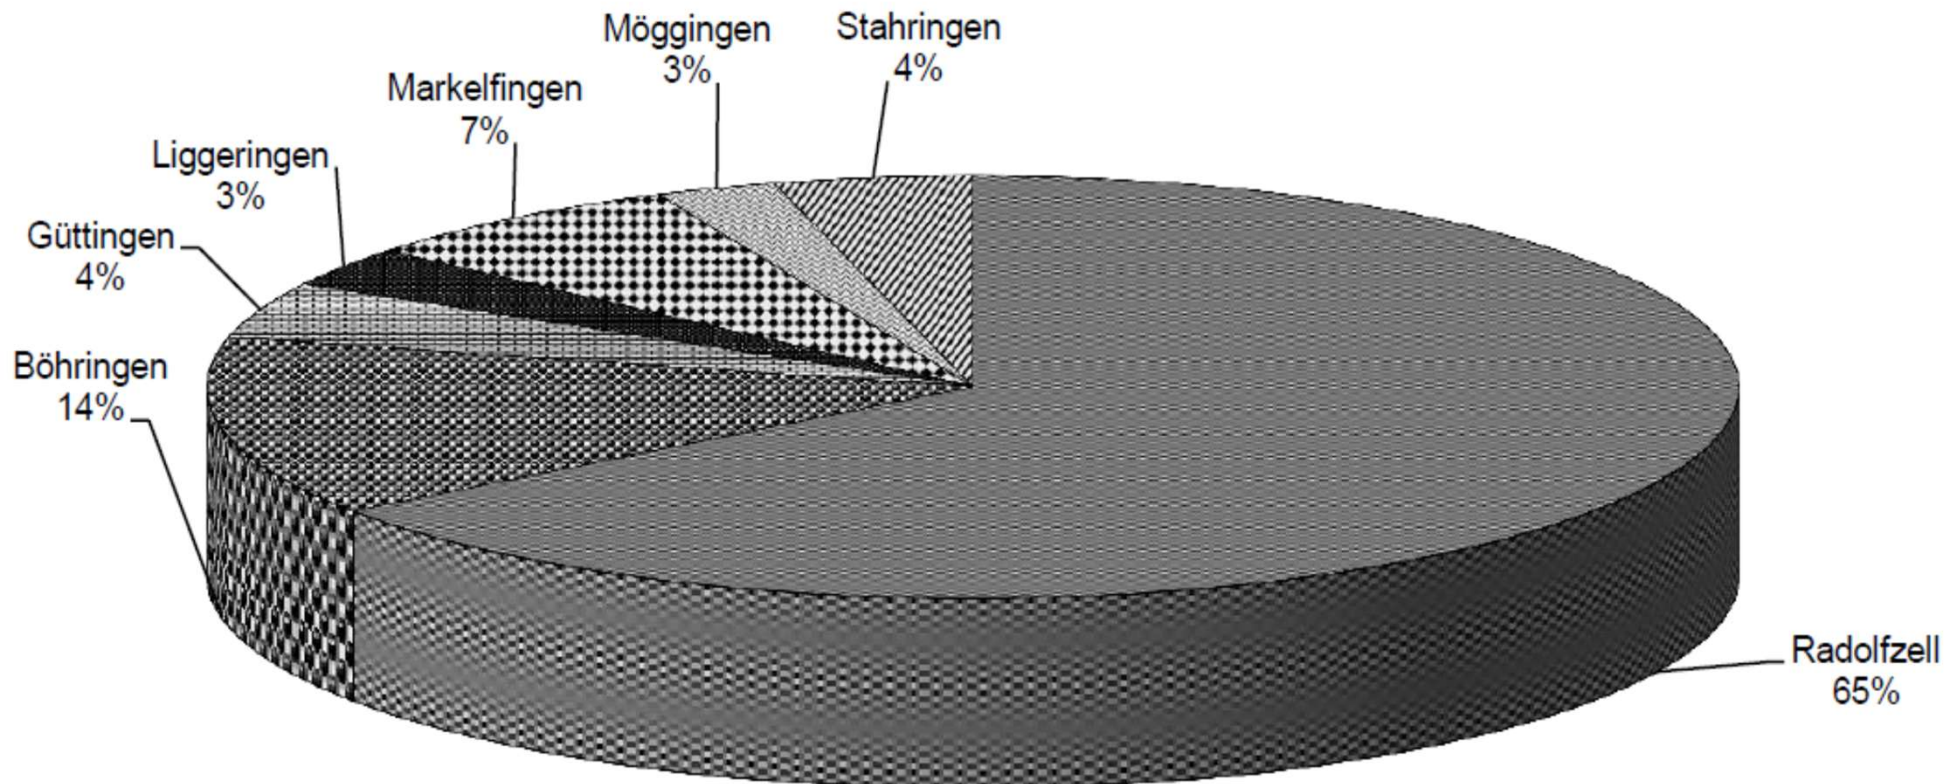 Möggingen
3%
Stahringen
4%
Markelfingen
7%
Liggeringen
3%
Güttingen
4%
Böhringen
14%
Radolfzell
65%